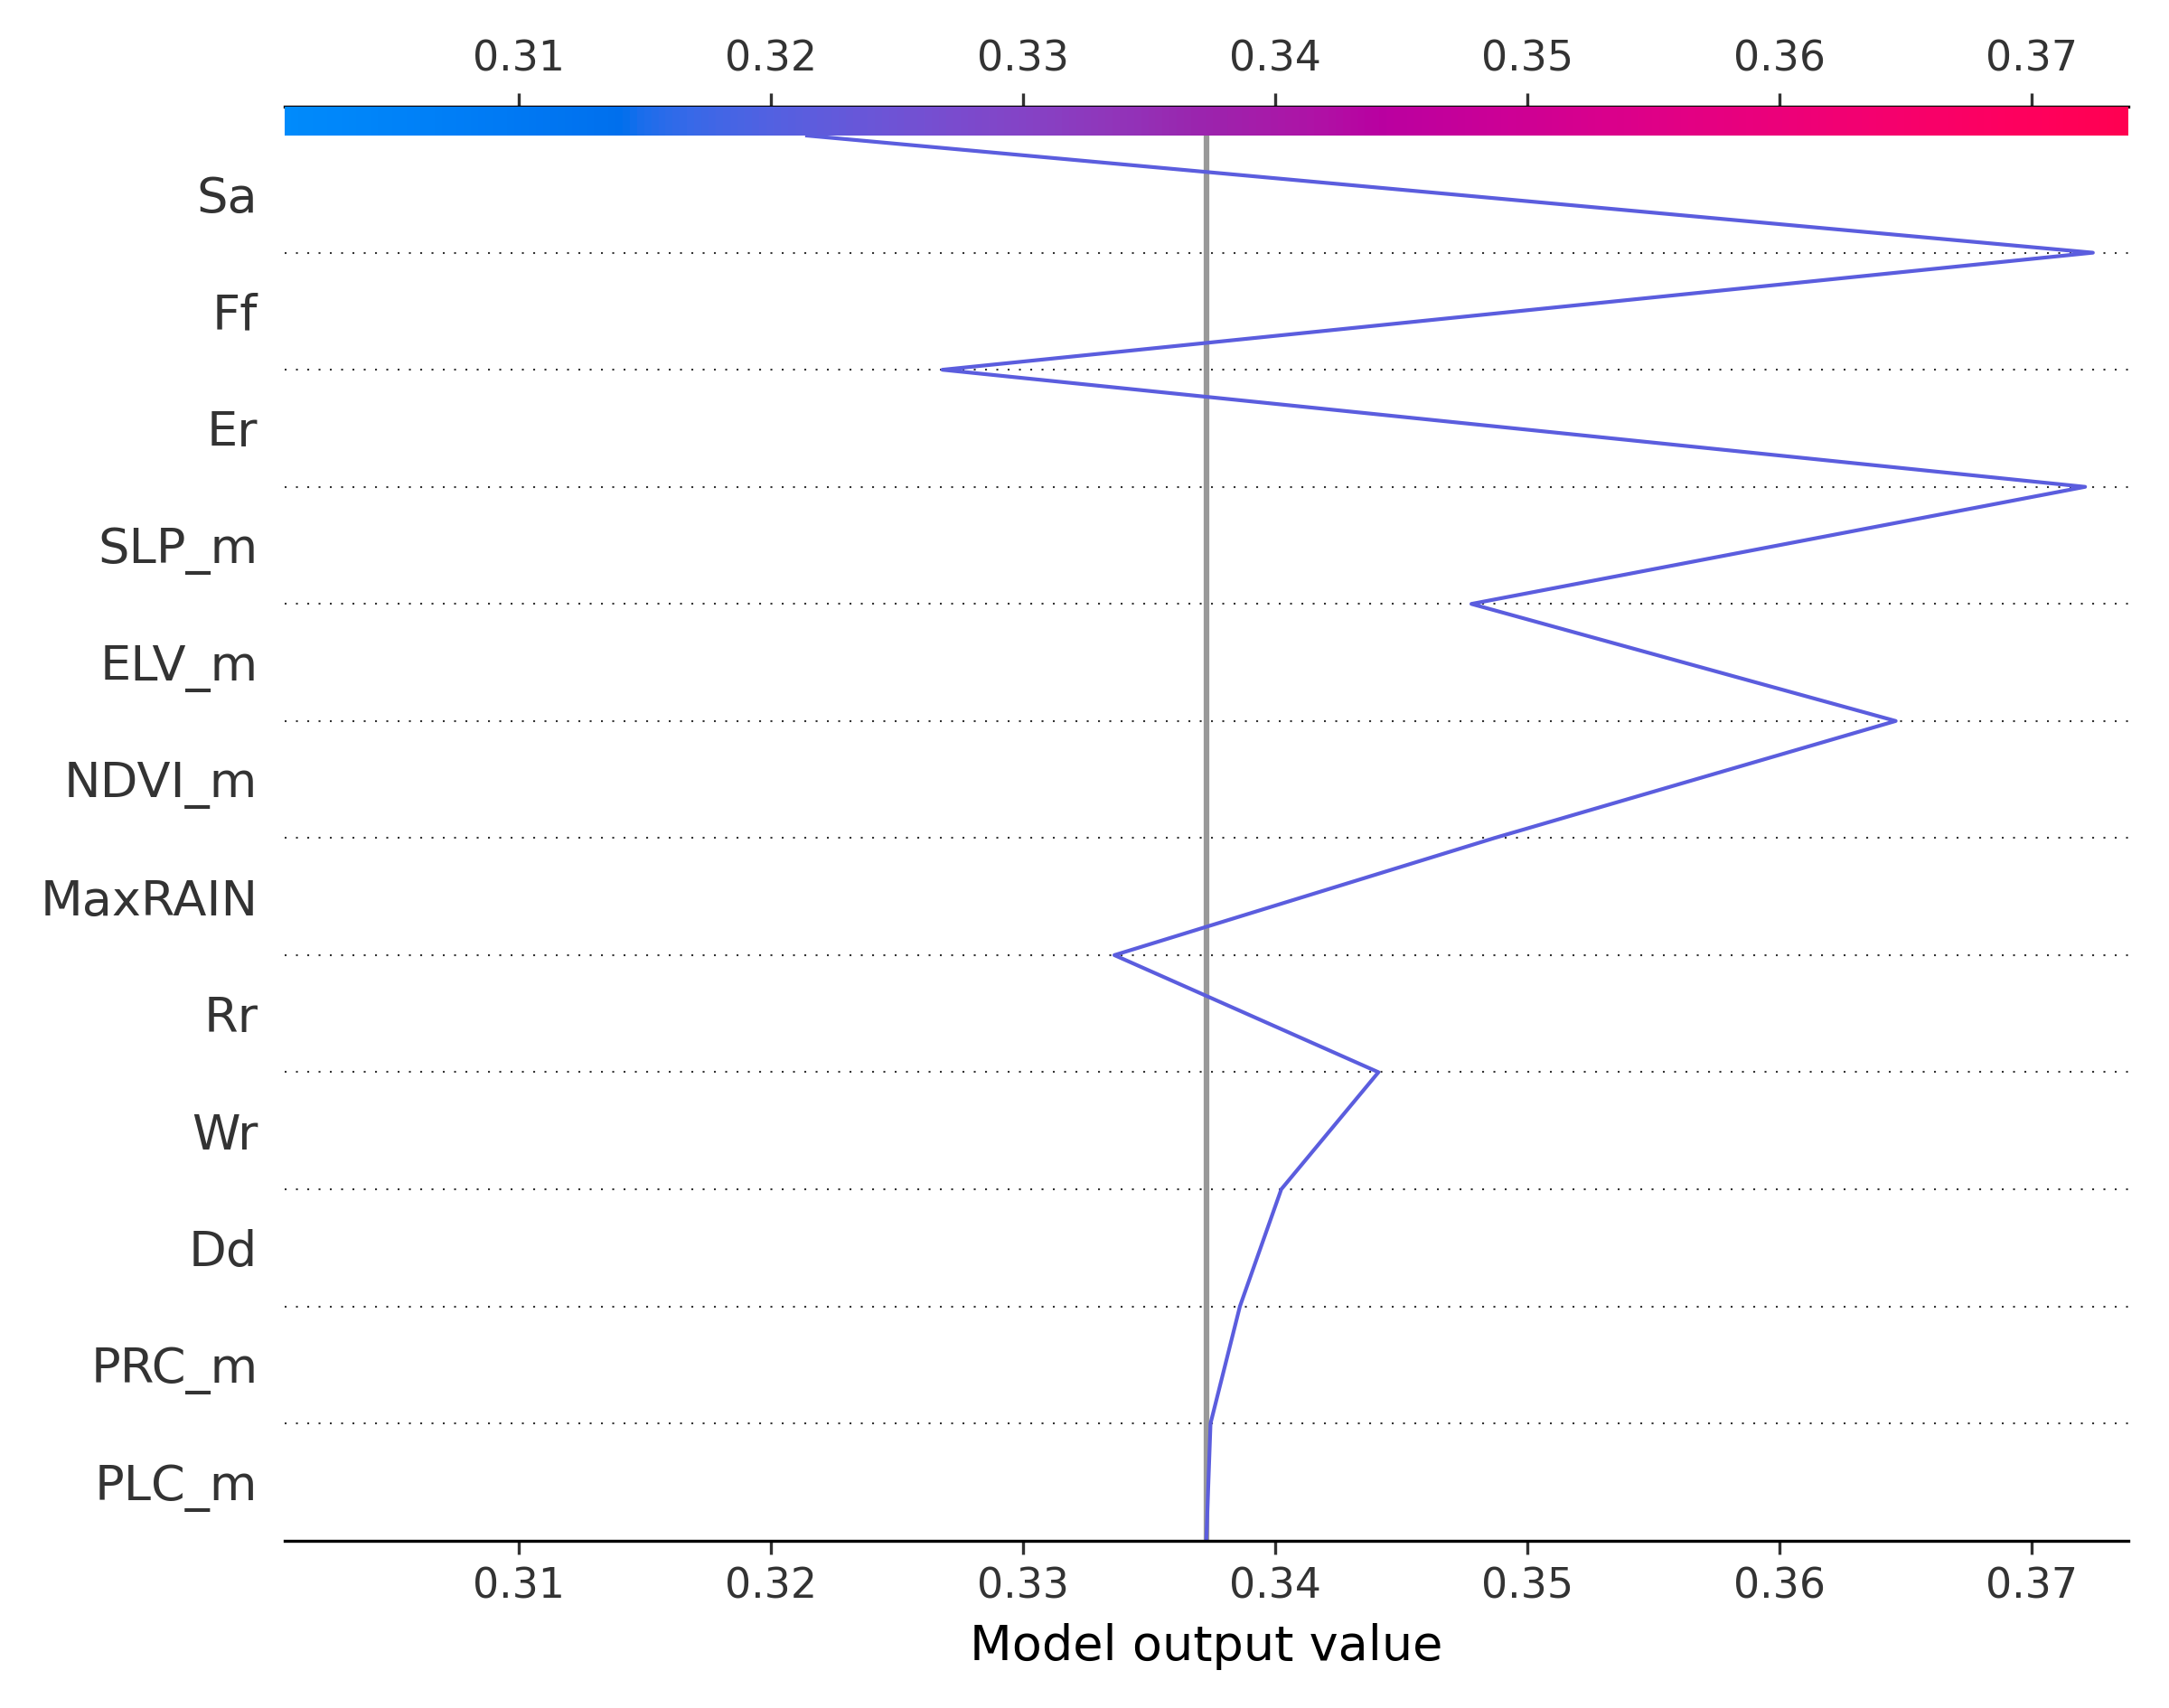 0.31 0.32 0.33 0.34 0.35 0.36 0.37
Sa
Ff
Er
SLP_m
ELV_m
NDVI_m
MaxRAIN
Rr
Wr
Dd
PRC_m
PLC_m
0.31 0.32 0.33 0.34 0.35 0.36 0.37
Model output value